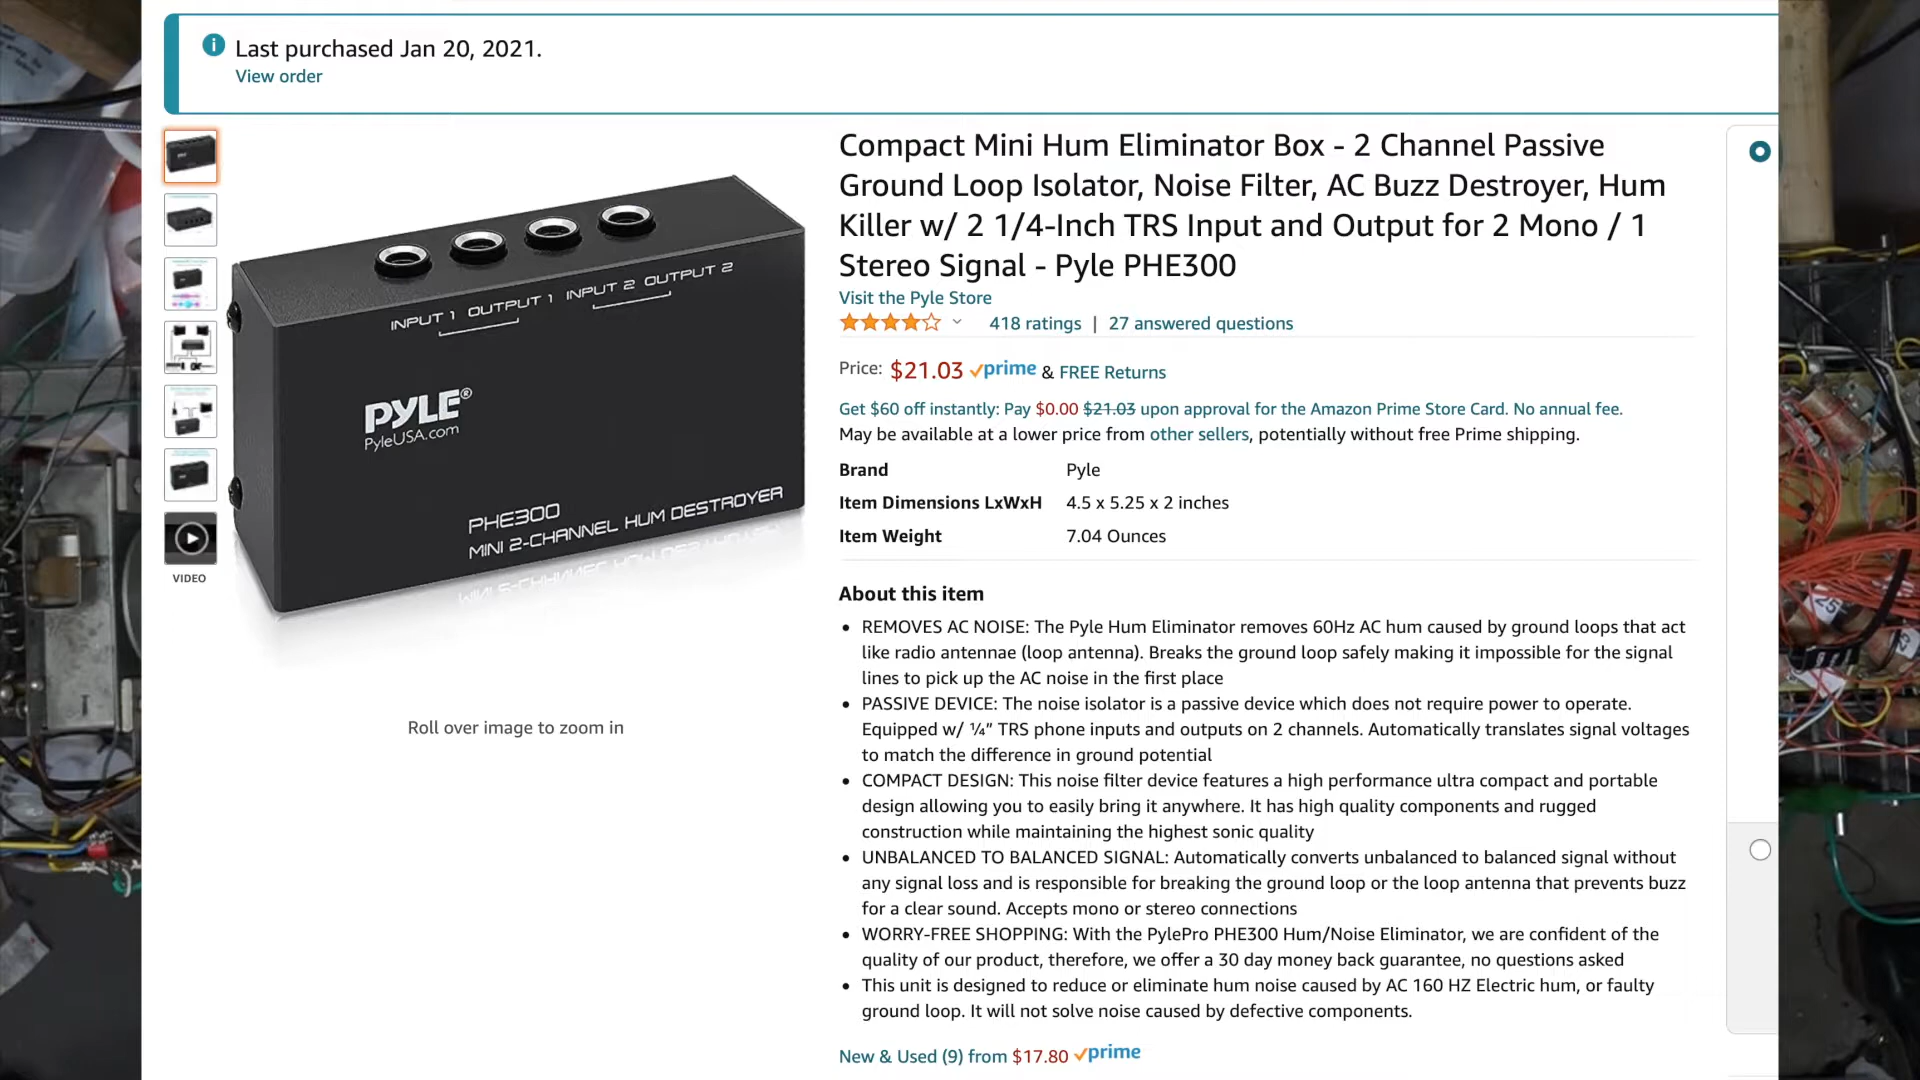 Last purchased Jan 20, 2021.
View order
Compact Mini Hum Eliminator Box - 2 Channel Passive
Ground Loop Isolator, Noise Filter, AC Buzz Destroyer, Hum
Killer w/ 2 1/4-Inch TRS Input and Output for 2 Mono / 1
Stereo Signal - Pyle PHE300
Visit the Pyle Store
418 ratings | 27 answered questions
Price: $21.03 prime & FREE Returns
Get $60 off instantly: Pay $0.00 $21.03 upon approval for the Amazon Prime Store Card. No annual fee.
May be available at a lower price from other sellers, potentially without free Prime shipping.
Brand Pyle
Item Dimensions LxWxH 4.5 x 5.25 x 2 inches
Item Weight 7.04 Ounces
About this item
• REMOVES AC NOISE: The Pyle Hum Eliminator removes 60Hz AC hum caused by ground loops that act
like radio antennae (loop antenna). Breaks the ground loop safely making it impossible for the signal
lines to pick up the AC noise in the first place
• PASSIVE DEVICE: The noise isolator is a passive device which does not require power to operate.
Equipped w/ ¼” TRS phone inputs and outputs on 2 channels. Automatically translates signal voltages
to match the difference in ground potential
• COMPACT DESIGN: This noise filter device features a high performance ultra compact and portable
design allowing you to easily bring it anywhere. It has high quality components and rugged
construction while maintaining the highest sonic quality
• UNBALANCED TO BALANCED SIGNAL: Automatically converts unbalanced to balanced signal without
any signal loss and is responsible for breaking the ground loop or the loop antenna that prevents buzz
for a clear sound. Accepts mono or stereo connections
• WORRY-FREE SHOPPING: With the PylePro PHE300 Hum/Noise Eliminator, we are confident of the
quality of our product, therefore, we offer a 30 day money back guarantee, no questions asked
• This unit is designed to reduce or eliminate hum noise caused by AC 160 HZ Electric hum, or faulty
ground loop. It will not solve noise caused by defective components.
New & Used (9) from $17.80 prime
INPUT 1 OUTPUT 1 INPUT 2 OUTPUT 2
PYLE®
PyleUSA.com
PHE300
MINI 2-CHANNEL HUM DESTROYER
VIDEO
Roll over image to zoom in
25